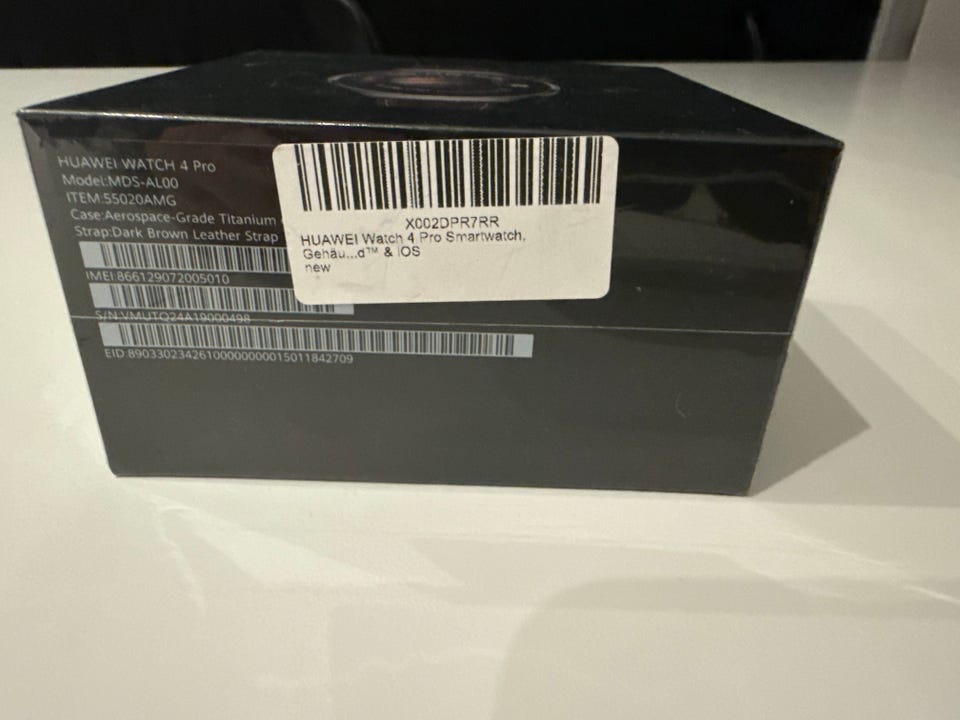 HUAWEI WATCH 4 Pro
Model:MDS-AL00
ITEM:55020AMG
Case:Aerospace-Grade Titanium
Strap:Dark Brown Leather Strap
IMEI:866129072005010
S/N:VMUTQ24A19000498
EID:89033023426100000000015011842709
X002DPR7RR
HUAWEI Watch 4 Pro Smartwatch,
Gehäu...d™ & iOS
new